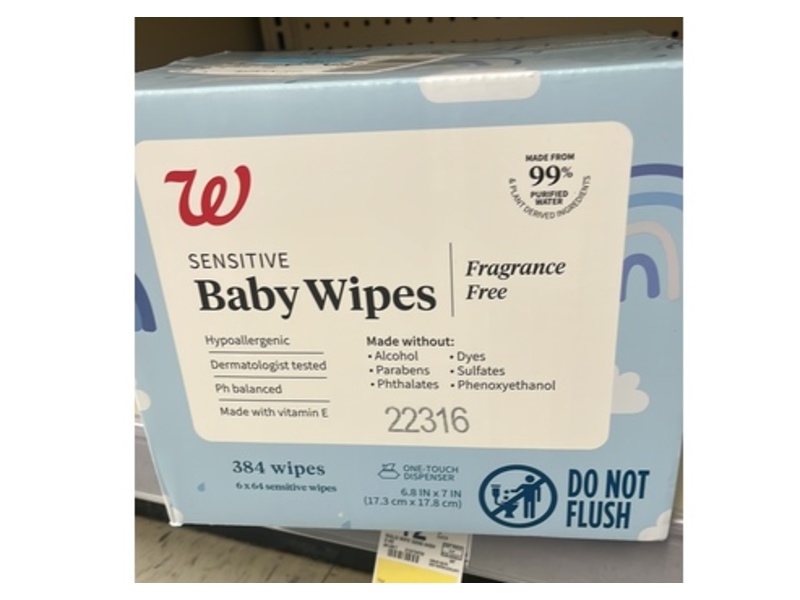 W
MADE FROM
99%
PURIFIED
WATER
& PLANT DERIVED INGREDIENTS
SENSITIVE
Baby Wipes
Fragrance
Free
Hypoallergenic
Dermatologist tested
Ph balanced
Made with vitamin E
Made without:
• Alcohol
• Parabens
• Phthalates
• Dyes
• Sulfates
• Phenoxyethanol
22316
384 wipes
6 x 64 sensitive wipes
ONE-TOUCH
DISPENSER
6.8 IN x 7 IN
(17.3 cm x 17.8 cm)
DO NOT
FLUSH